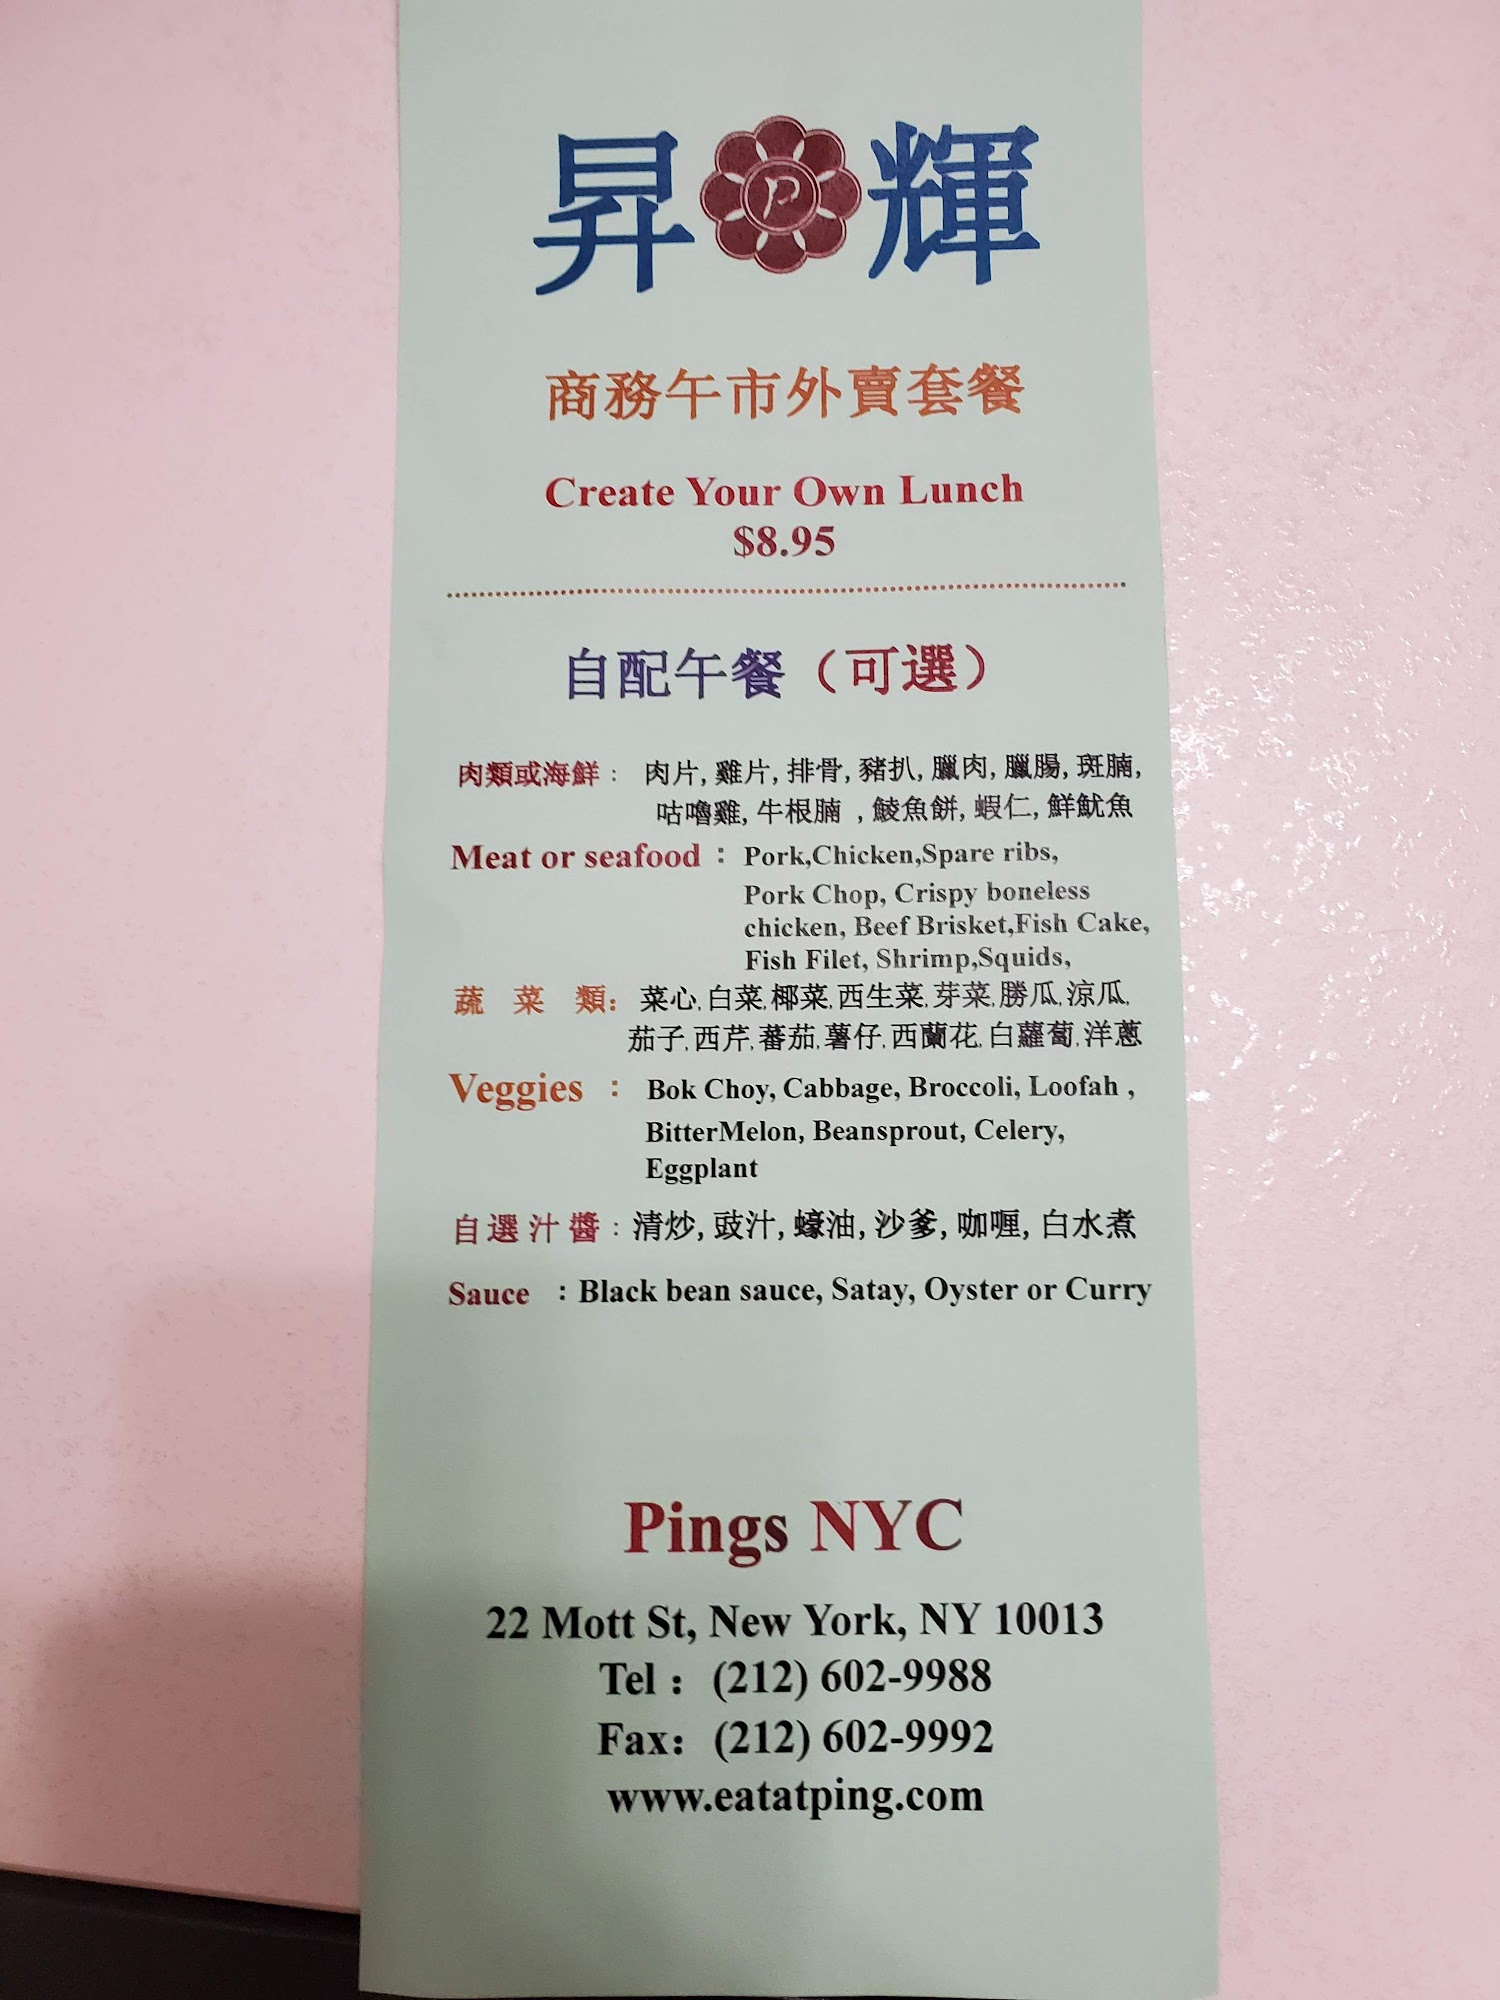 昇 P 輝
商務午市外賣套餐
Create Your Own Lunch
$8.95
自配午餐（可選）
肉類或海鮮： 肉片, 雞片, 排骨, 豬扒, 臘肉, 臘腸, 斑腩,
咕嚕雞, 牛根腩 , 鯪魚餅, 蝦仁, 鮮魷魚
Meat or seafood： Pork,Chicken,Spare ribs,
Pork Chop, Crispy boneless
chicken, Beef Brisket,Fish Cake,
Fish Filet, Shrimp,Squids,
蔬 菜 類: 菜心,白菜,椰菜,西生菜,芽菜,勝瓜,涼瓜,
茄子,西芹,蕃茄,薯仔,西蘭花,白蘿蔔,洋蔥
Veggies ： Bok Choy, Cabbage, Broccoli, Loofah ,
BitterMelon, Beansprout, Celery,
Eggplant
自選汁醬: 清炒, 豉汁, 蠔油, 沙爹, 咖喱, 白水煮
Sauce ：Black bean sauce, Satay, Oyster or Curry
Pings NYC
22 Mott St, New York, NY 10013
Tel： (212) 602-9988
Fax: (212) 602-9992
www.eatatping.com